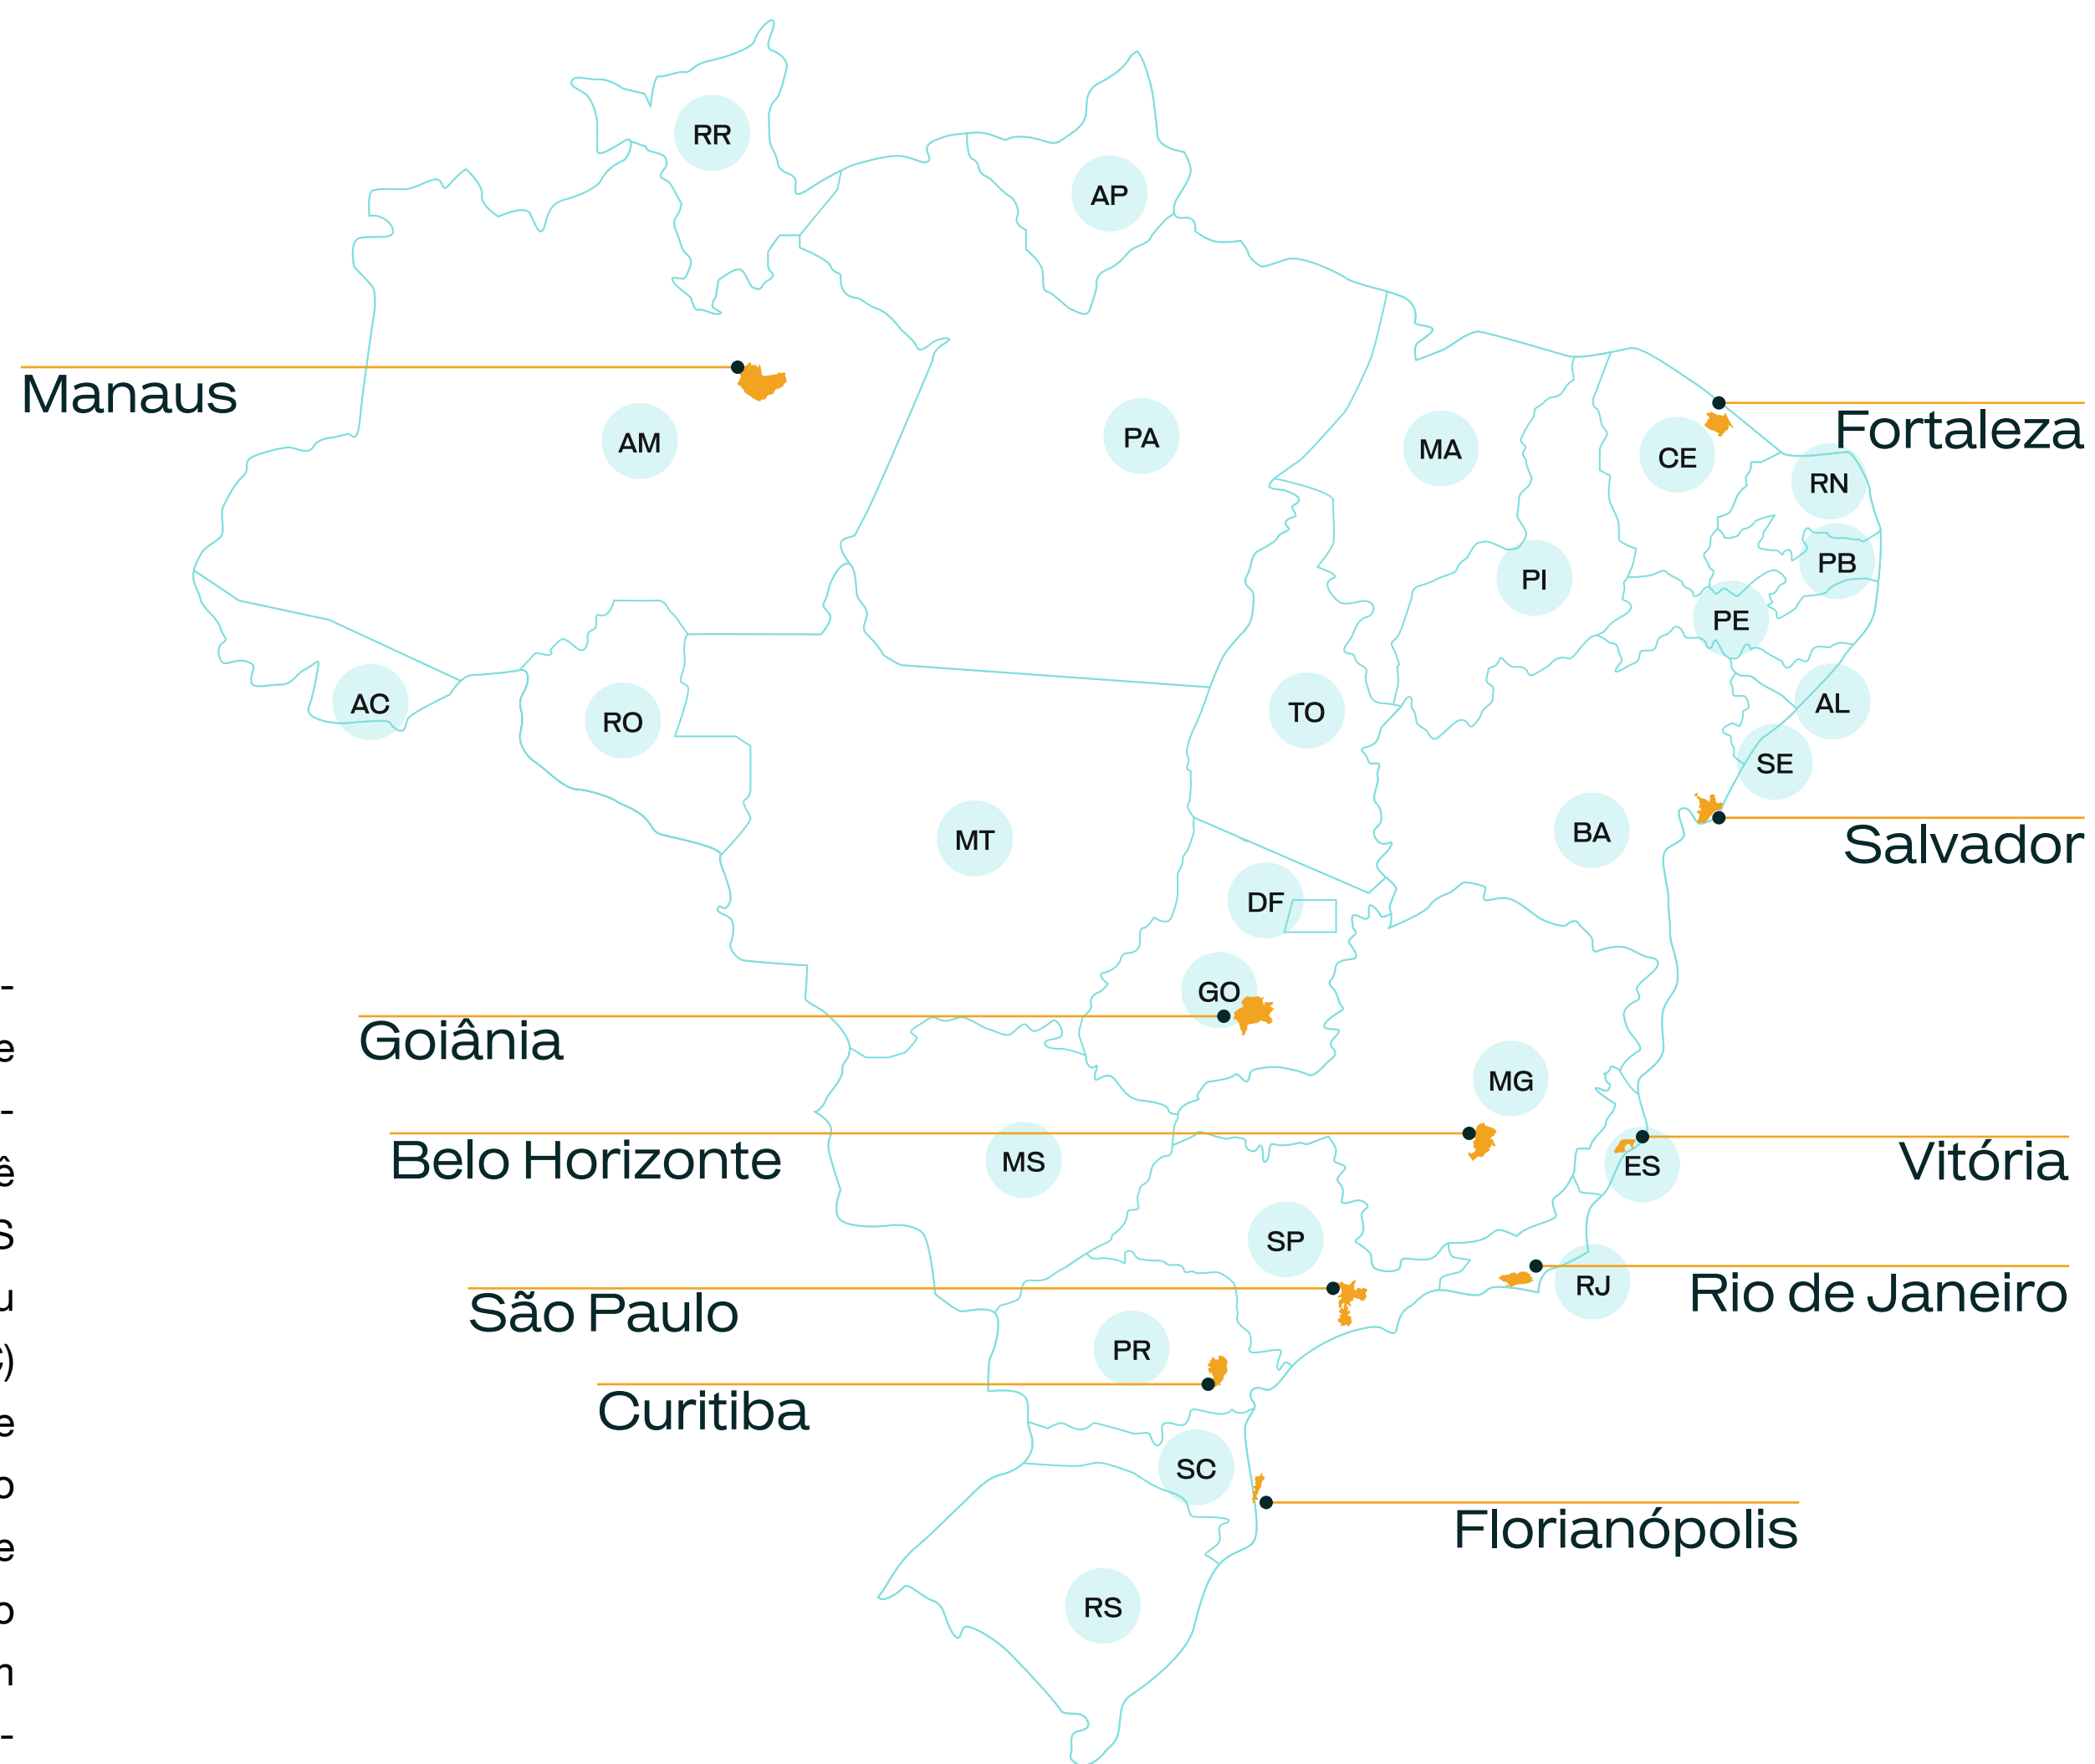 RR
AP
Manaus
Fortaleza
AM
PA
MA
CE
RN
PB
PI
PE
AC
RO
TO
AL
SE
MT
BA
Salvador
DF
GO
-
Goiânia
e
MG
-
Belo Horizonte
MS
ê
ES
Vitória
SP
S
RJ
Rio de Janeiro
São Paulo
u
PR
)
Curitiba
e
SC
o
Florianópolis
e
RS
o
n
-